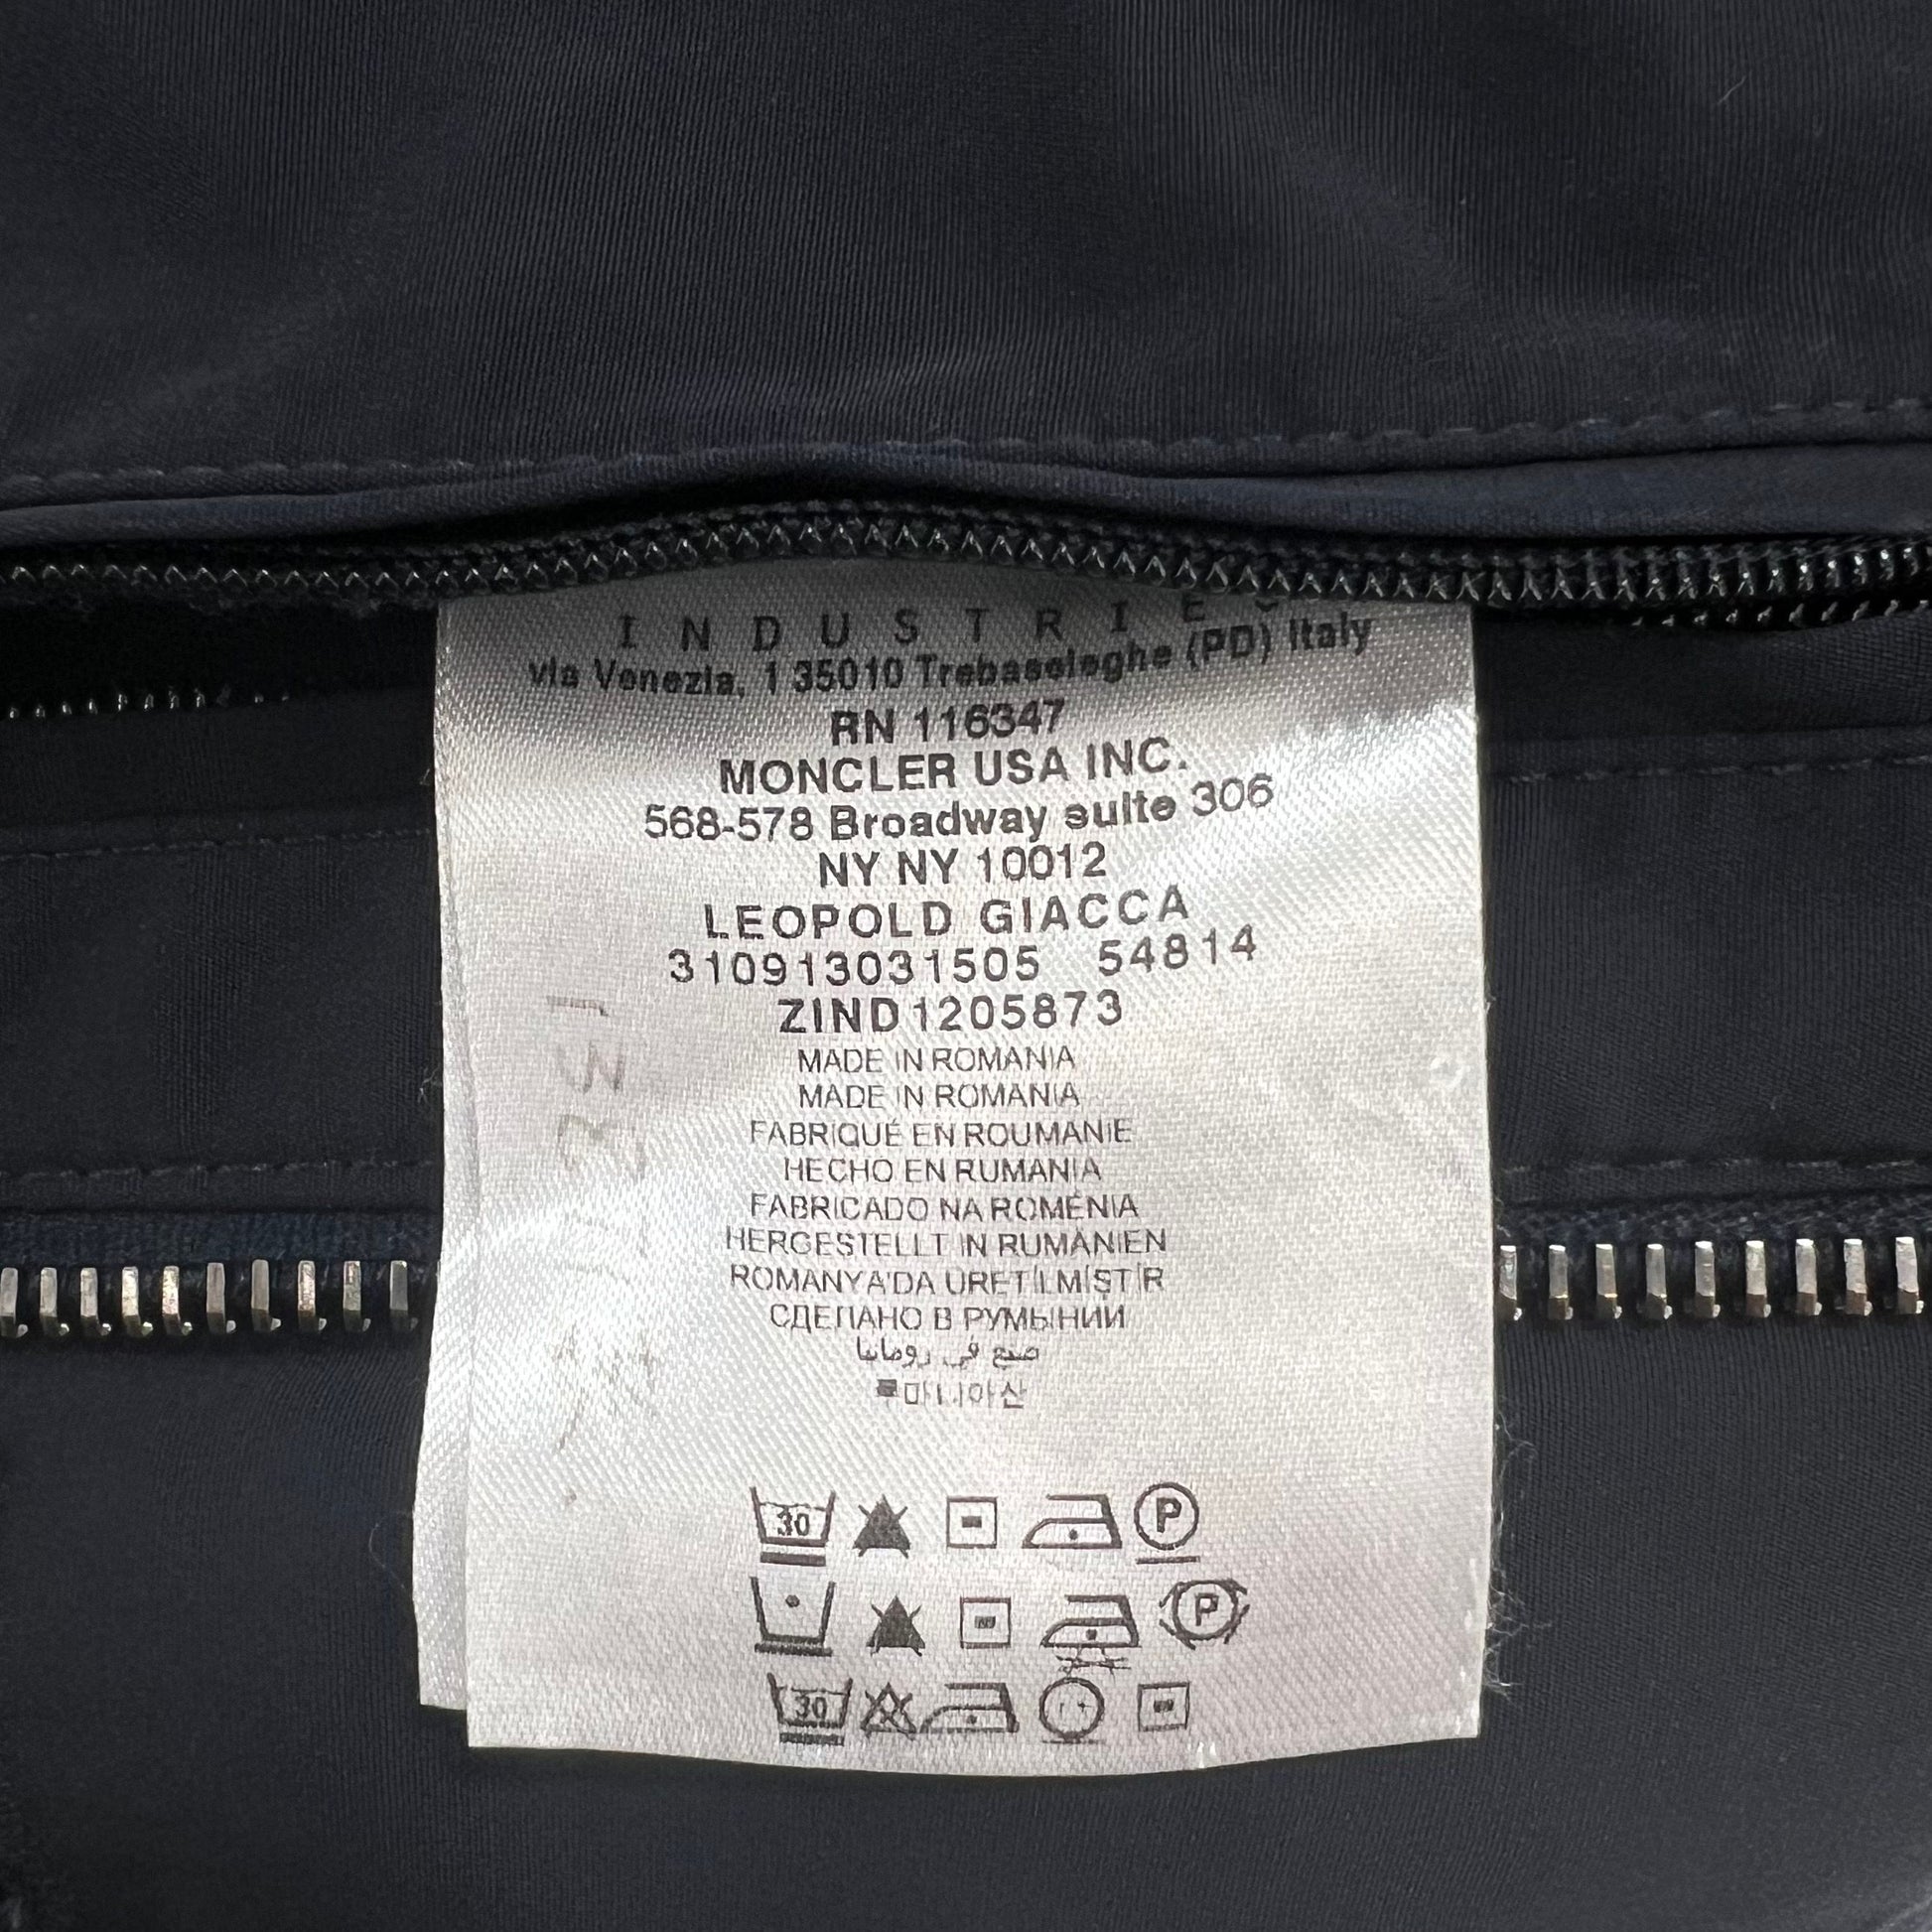 INDUSTRIE
via Venezia, 1 35010 Trebaseleghe (PD) Italy
RN 116347
MONCLER USA INC.
568-578 Broadway suite 306
NY NY 10012
LEOPOLD GIACCA
310913031505 54814
ZIND1205873
MADE IN ROMANIA
MADE IN ROMANIA
FABRIQUÉ EN ROUMANIE
HECHO EN RUMANIA
FABRICADO NA ROMÉNIA
HERGESTELLT IN RUMÄNIEN
ROMANYA'DA ÜRETİLMİŞTİR
СДЕЛАНО В РУМЫНИИ
صنع في رومانيا
루마니아산
30 P
P
30